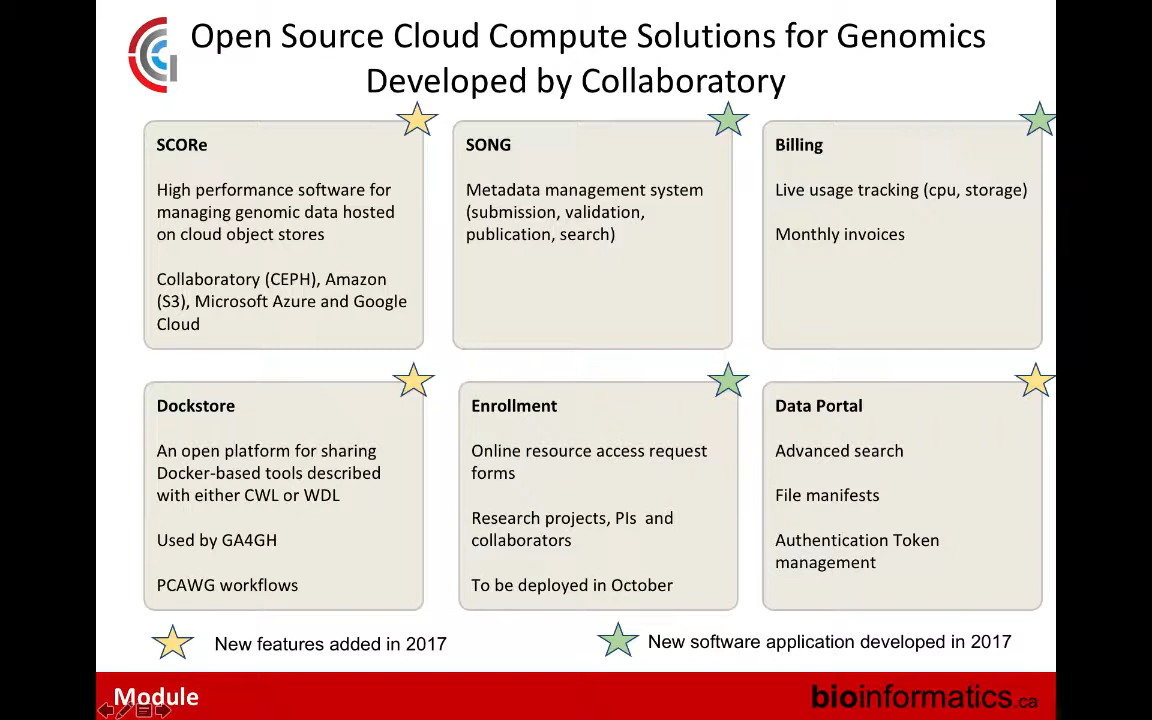 Open Source Cloud Compute Solutions for Genomics
Developed by Collaboratory
SCORe
High performance software for
managing genomic data hosted
on cloud object stores
Collaboratory (CEPH), Amazon
(S3), Microsoft Azure and Google
Cloud
SONG
Metadata management system
(submission, validation,
publication, search)
Billing
Live usage tracking (cpu, storage)
Monthly invoices
Dockstore
An open platform for sharing
Docker-based tools described
with either CWL or WDL
Used by GA4GH
PCAWG workflows
Enrollment
Online resource access request
forms
Research projects, PIs and
collaborators
To be deployed in October
Data Portal
Advanced search
File manifests
Authentication Token
management
New features added in 2017
New software application developed in 2017
Module
bioinformatics.ca